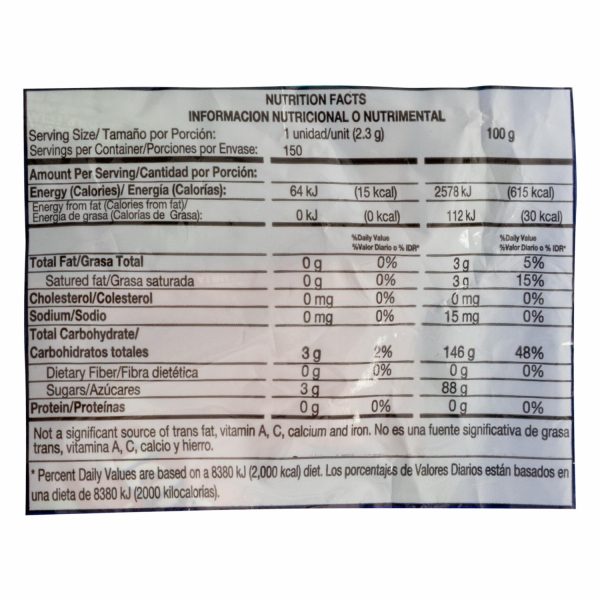 NUTRITION FACTS
INFORMACION NUTRICIONAL O NUTRIMENTAL
Serving Size/ Tamaño por Porción: 1 unidad/unit (2.3 g) 100 g
Servings per Container/Porciones por Envase: 150
Amount Per Serving/Cantidad por Porción:
Energy (Calories)/ Energía (Calorías): 64 kJ (15 kcal) 2578 kJ (615 kcal)
Energy from fat (Calories from fat)/
Energía de grasa (Calorías de Grasa): 0 kJ (0 kcal) 112 kJ (30 kcal)
%Daily Value %Daily Value
%Valor Diario o % IDR* %Valor Diario o % IDR*
Total Fat/Grasa Total 0 g 0% 3 g 5%
Satured fat/Grasa saturada 0 g 0% 3 g 15%
Cholesterol/Colesterol 0 mg 0% 0 mg 0%
Sodium/Sodio 0 mg 0% 15 mg 0%
Total Carbohydrate/
Carbohidratos totales 3 g 2% 146 g 48%
Dietary Fiber/Fibra dietética 0 g 0% 0 g 0%
Sugars/Azúcares 3 g 88 g
Protein/Proteínas 0 g 0% 0 g 0%
Not a significant source of trans fat, vitamin A, C, calcium and iron. No es una fuente significativa de grasa
trans, vitamina A, C, calcio y hierro.
* Percent Daily Values are based on a 8380 kJ (2,000 kcal) diet. Los porcentajes de Valores Diarios están basados en
una dieta de 8380 kJ (2000 kilocalorías).